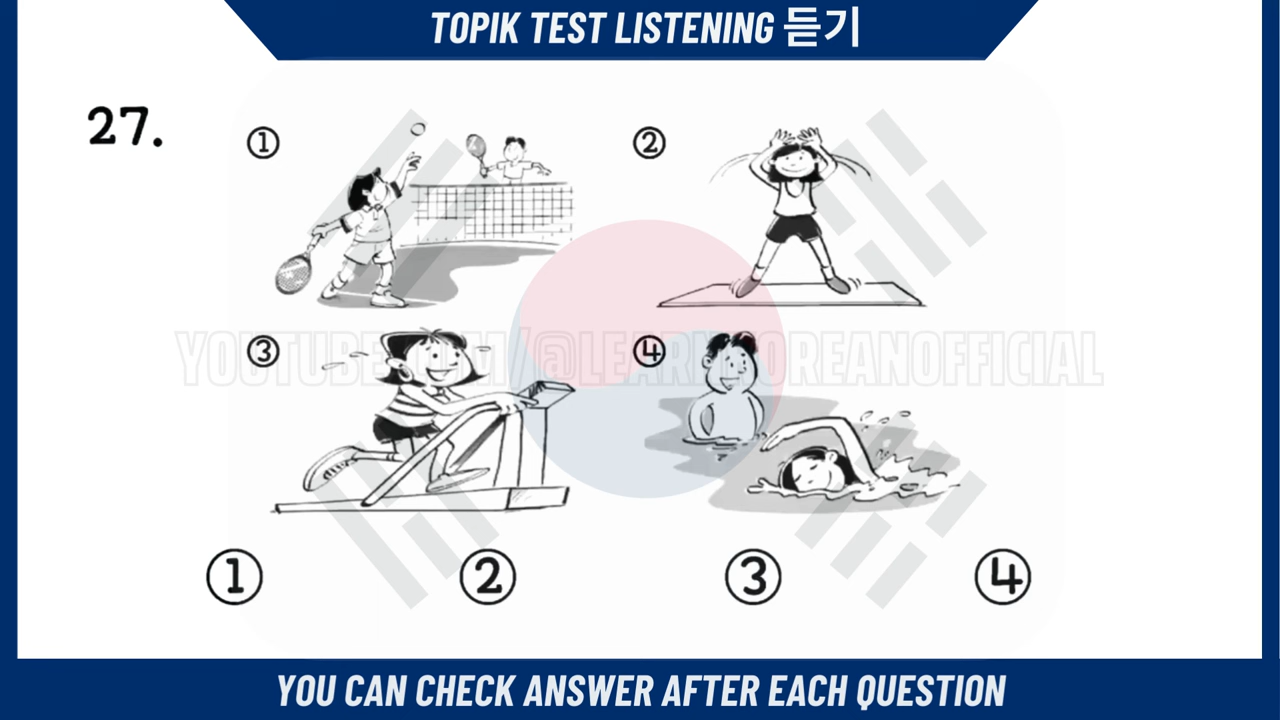 TOPIK TEST LISTENING 듣기
27.
① ②
③ ④
YOUTUBE.COM/@LEARNKOREANOFFICIAL
① ② ③ ④
YOU CAN CHECK ANSWER AFTER EACH QUESTION